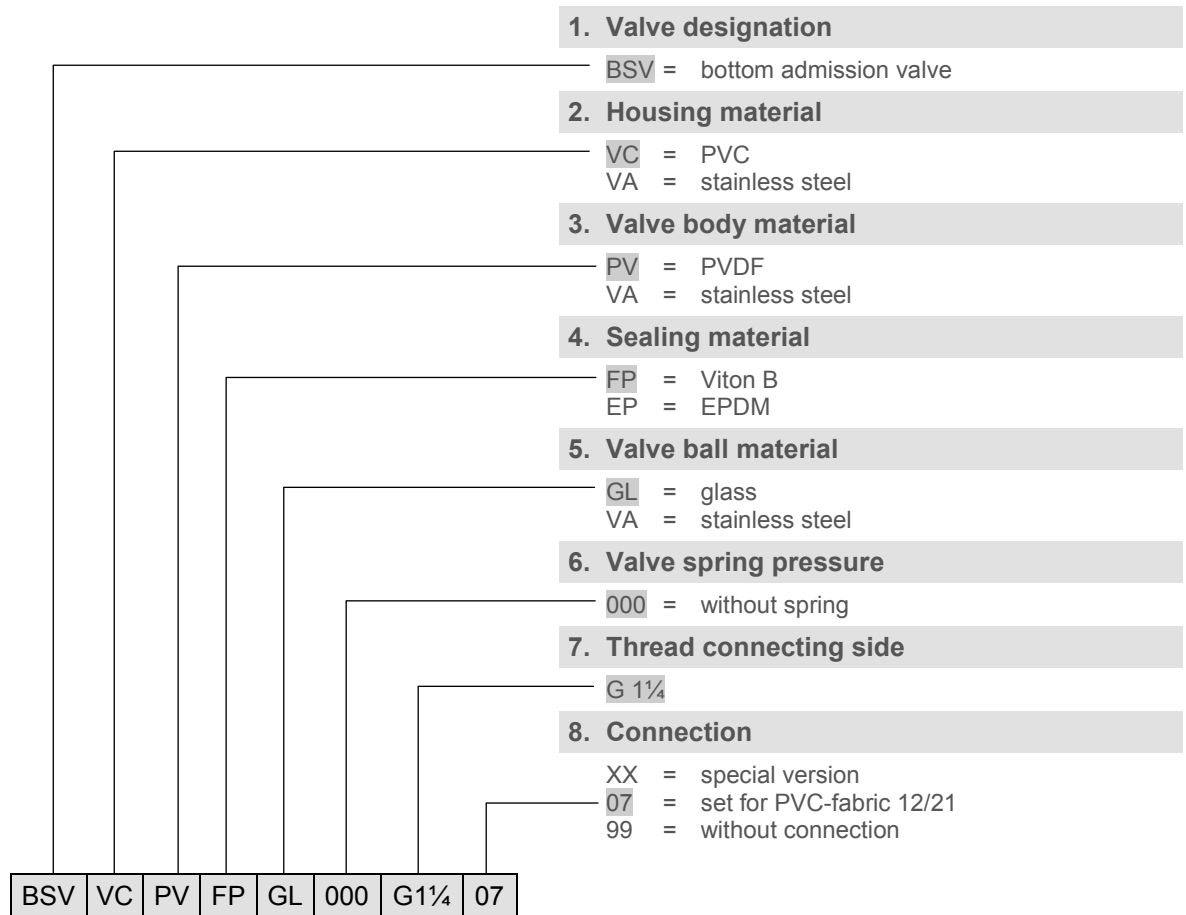 1. Valve designation
BSV = bottom admission valve
2. Housing material
VC = PVC
VA = stainless steel
3. Valve body material
PV = PVDF
VA = stainless steel
4. Sealing material
FP = Viton B
EP = EPDM
5. Valve ball material
GL = glass
VA = stainless steel
6. Valve spring pressure
000 = without spring
7. Thread connecting side
G 1¼
8. Connection
XX = special version
07 = set for PVC-fabric 12/21
99 = without connection
BSV VC PV FP GL 000 G1¼ 07